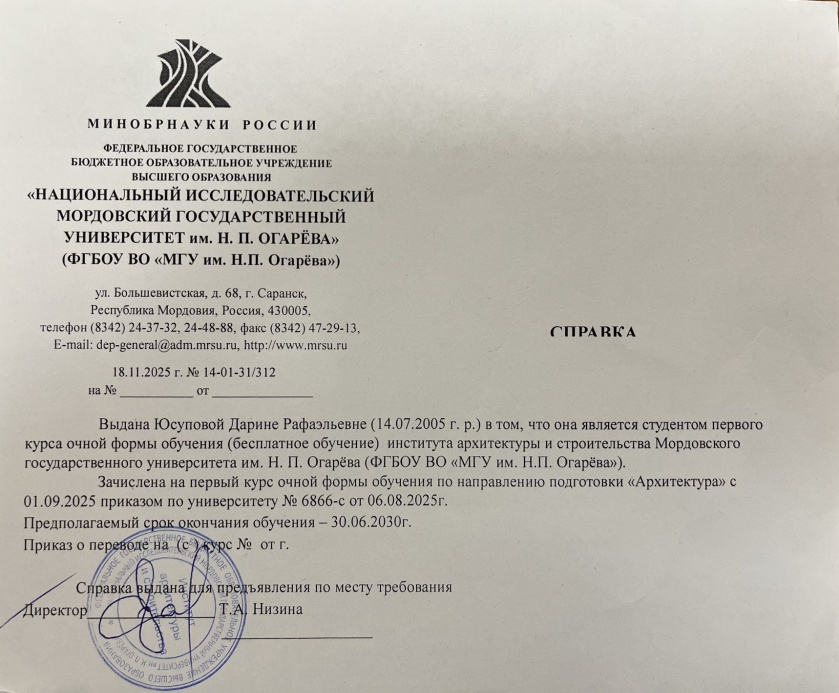 МИНОБРНАУКИ РОССИИ
ФЕДЕРАЛЬНОЕ ГОСУДАРСТВЕННОЕ
БЮДЖЕТНОЕ ОБРАЗОВАТЕЛЬНОЕ УЧРЕЖДЕНИЕ
ВЫСШЕГО ОБРАЗОВАНИЯ
«НАЦИОНАЛЬНЫЙ ИССЛЕДОВАТЕЛЬСКИЙ
МОРДОВСКИЙ ГОСУДАРСТВЕННЫЙ
УНИВЕРСИТЕТ им. Н. П. ОГАРЁВА»
(ФГБОУ ВО «МГУ им. Н.П. Огарёва»)
ул. Большевистская, д. 68, г. Саранск,
Республика Мордовия, Россия, 430005,
телефон (8342) 24-37-32, 24-48-88, факс (8342) 47-29-13,
E-mail: dep-general@adm.mrsu.ru, http://www.mrsu.ru
СПРАВКА
18.11.2025 г. № 14-01-31/312
на № ___________ от _______________
Выдана Юсуповой Дарине Рафаэльевне (14.07.2005 г. р.) в том, что она является студентом первого
курса очной формы обучения (бесплатное обучение) института архитектуры и строительства Мордовского
государственного университета им. Н. П. Огарёва (ФГБОУ ВО «МГУ им. Н.П. Огарёва»).
Зачислена на первый курс очной формы обучения по направлению подготовки «Архитектура» с
01.09.2025 приказом по университету № 6866-с от 06.08.2025г.
Предполагаемый срок окончания обучения – 30.06.2030г.
Приказ о переводе на (с ) курс № от г.
Справка выдана для предъявления по месту требования
Директор_________________ Т.А. Низина
институт
архитектуры
и строительства